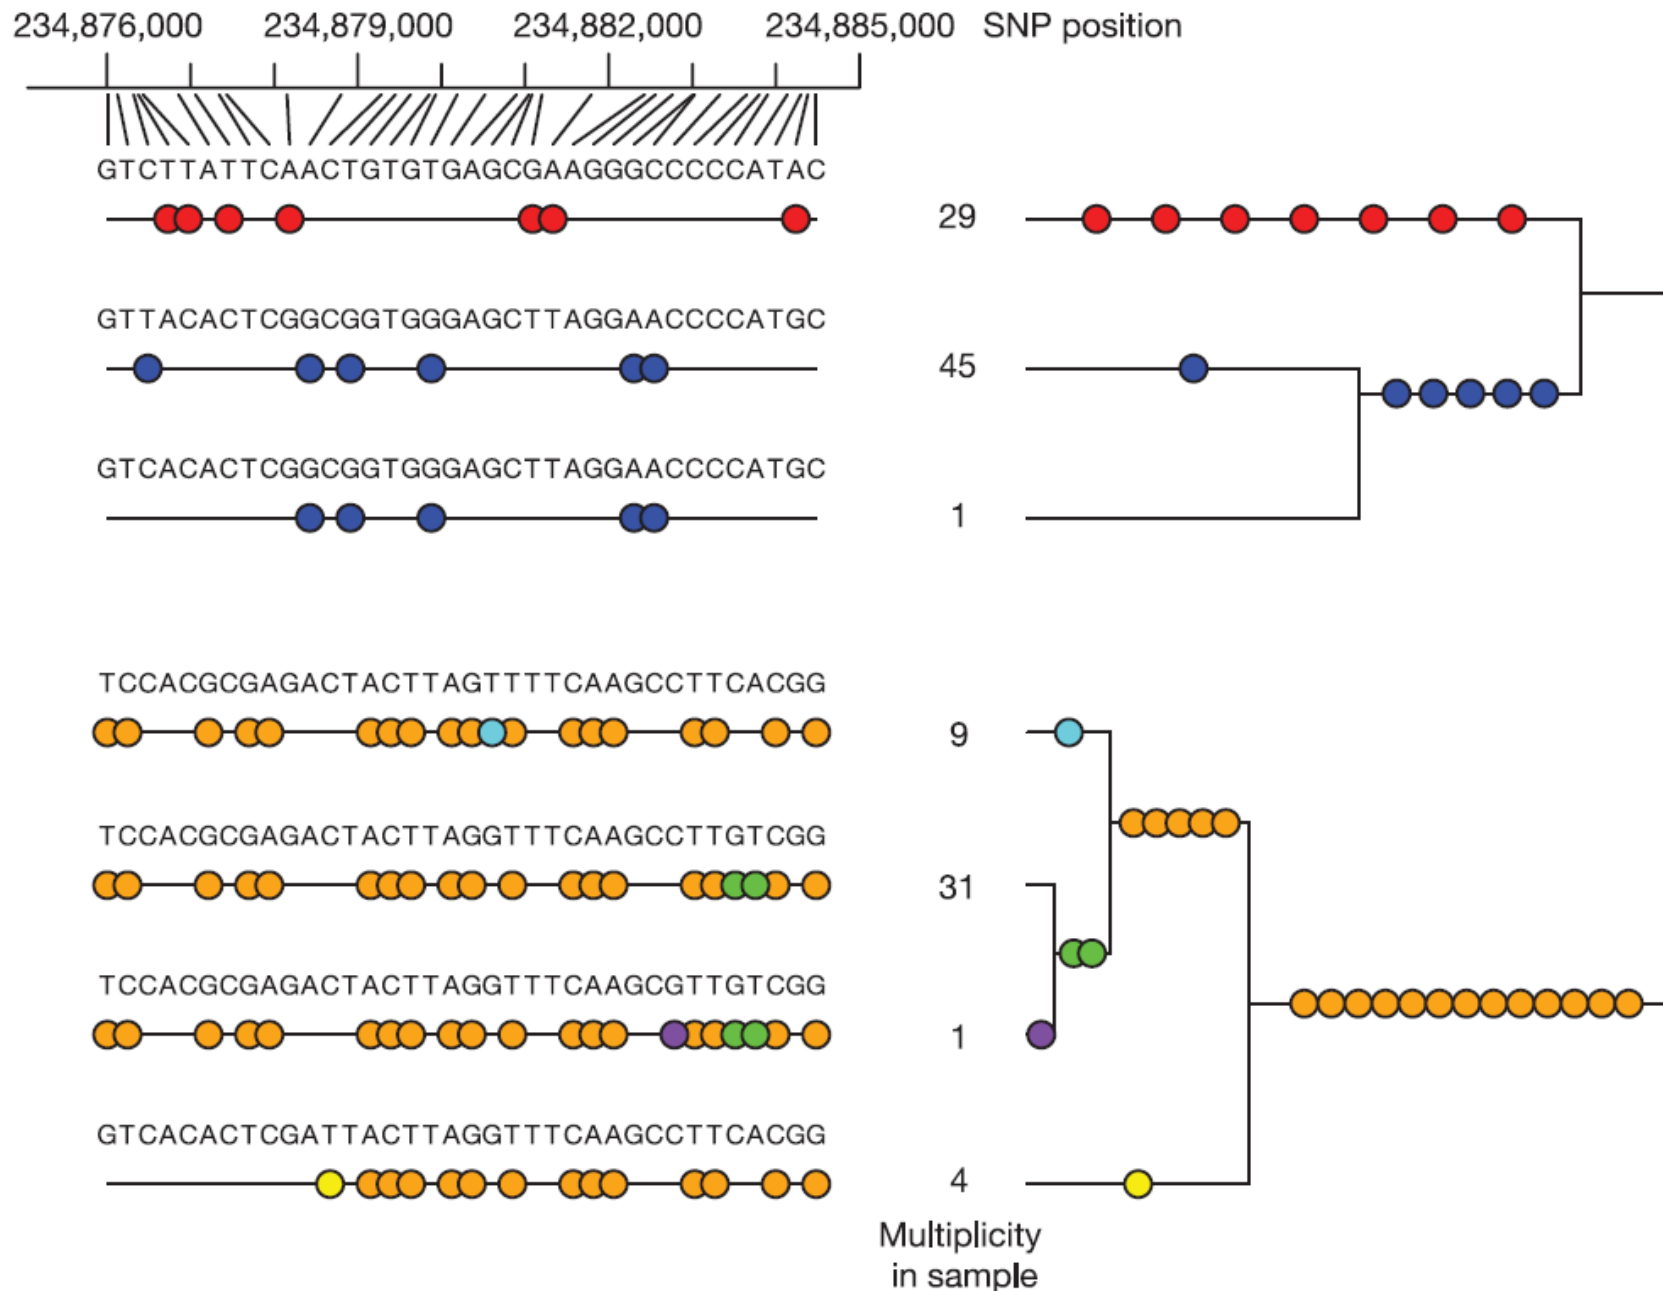 234,876,000 234,879,000 234,882,000 234,885,000 SNP position
GTCTTATTCAACTGTGTGAGCGAAGGGCCCCCATAC
29
GTTACACTCGGCGGTGGGAGCTTAGGAACCCCATGC
45
GTCACACTCGGCGGTGGGAGCTTAGGAACCCCATGC
1
TCCACGCGAGACTACTTAGTTTTCAAGCCTTCACGG
9
TCCACGCGAGACTACTTAGGTTTCAAGCCTTGTCGG
31
TCCACGCGAGACTACTTAGGTTTCAAGCGTTGTCGG
1
GTCACACTCGATTACTTAGGTTTCAAGCCTTCACGG
4
Multiplicity
in sample